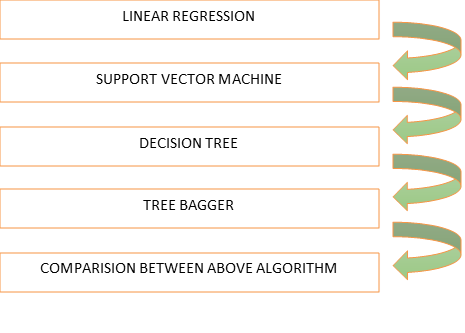 LINEAR REGRESSION
SUPPORT VECTOR MACHINE
DECISION TREE
TREE BAGGER
COMPARISION BETWEEN ABOVE ALGORITHM